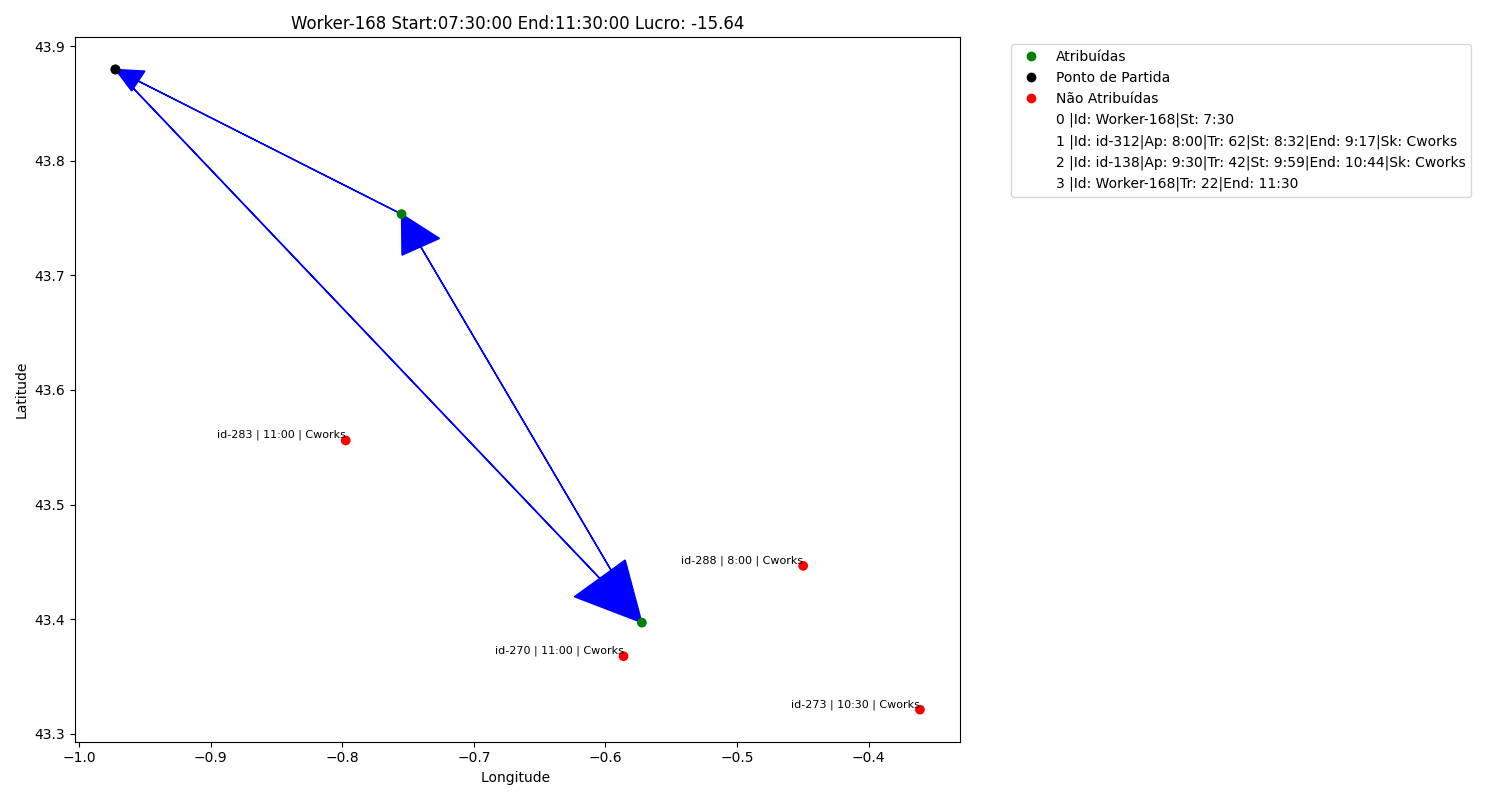 Worker-168 Start:07:30:00 End:11:30:00 Lucro: -15.64
43.9
43.8
43.7
43.6
43.5
43.4
43.3
Latitude
−1.0
−0.9
−0.8
−0.7
−0.6
−0.5
−0.4
Longitude
id-283 | 11:00 | Cworks
id-288 | 8:00 | Cworks
id-270 | 11:00 | Cworks
id-273 | 10:30 | Cworks
Atribuídas
Ponto de Partida
Não Atribuídas
0 |Id: Worker-168|St: 7:30
1 |Id: id-312|Ap: 8:00|Tr: 62|St: 8:32|End: 9:17|Sk: Cworks
2 |Id: id-138|Ap: 9:30|Tr: 42|St: 9:59|End: 10:44|Sk: Cworks
3 |Id: Worker-168|Tr: 22|End: 11:30